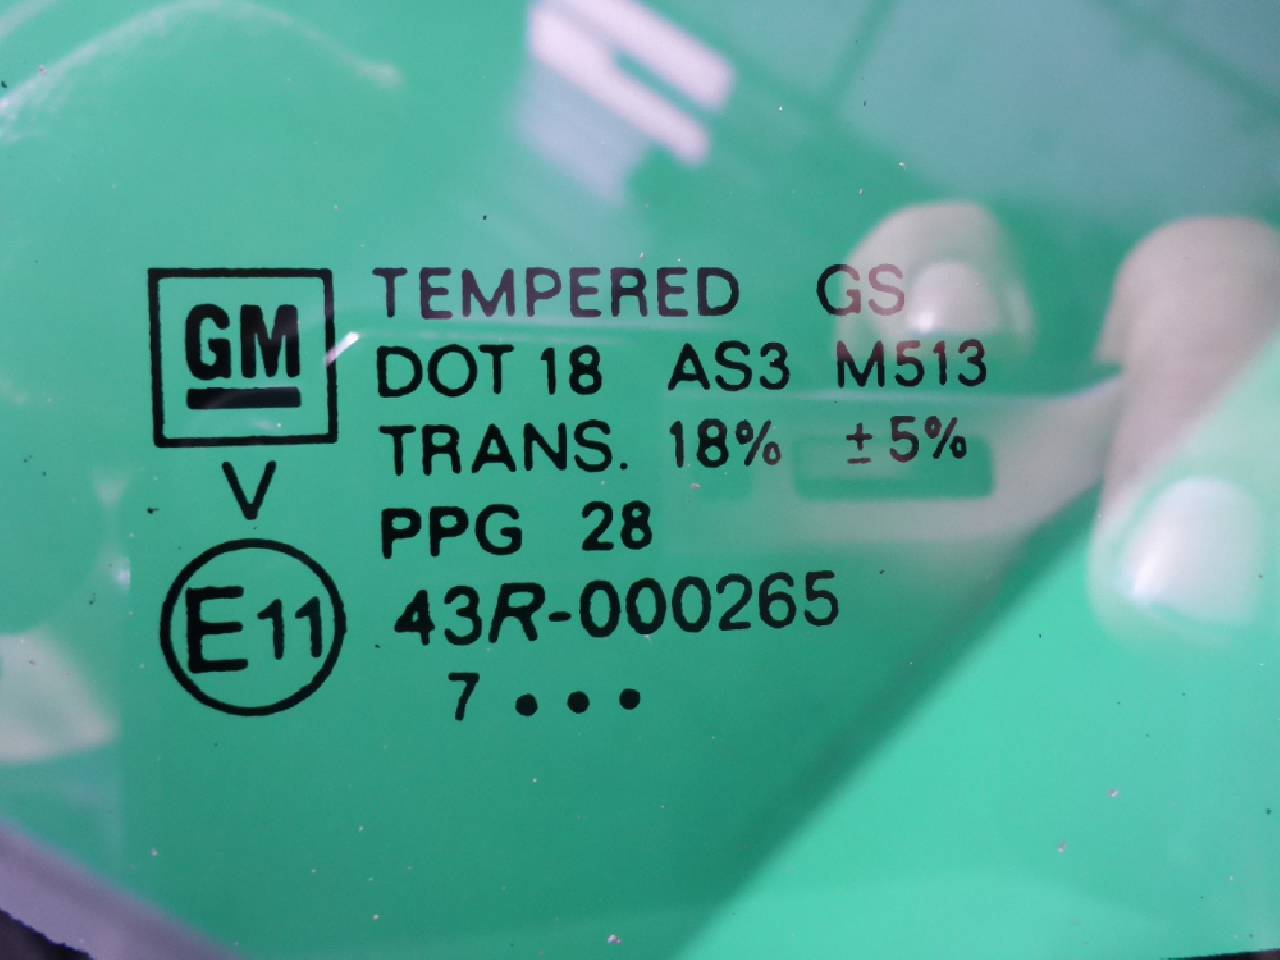 GM
TEMPERED GS
DOT 18 AS3 M513
TRANS. 18% ±5%
V
PPG 28
E11
43R-000265
7 •••